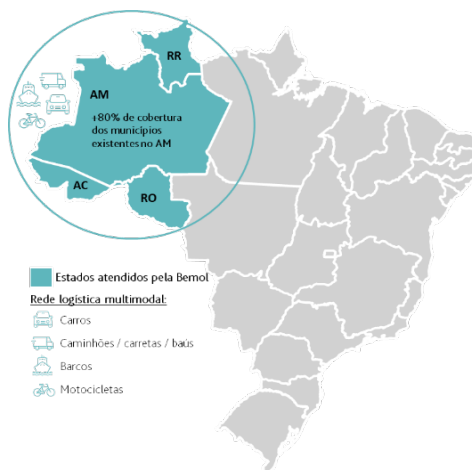 RR
AM
+80% de cobertura
dos municípios
existentes no AM
AC
RO
Estados atendidos pela Bemol
Rede logística multimodal:
Carros
Caminhões / carretas / baús
Barcos
Motocicletas